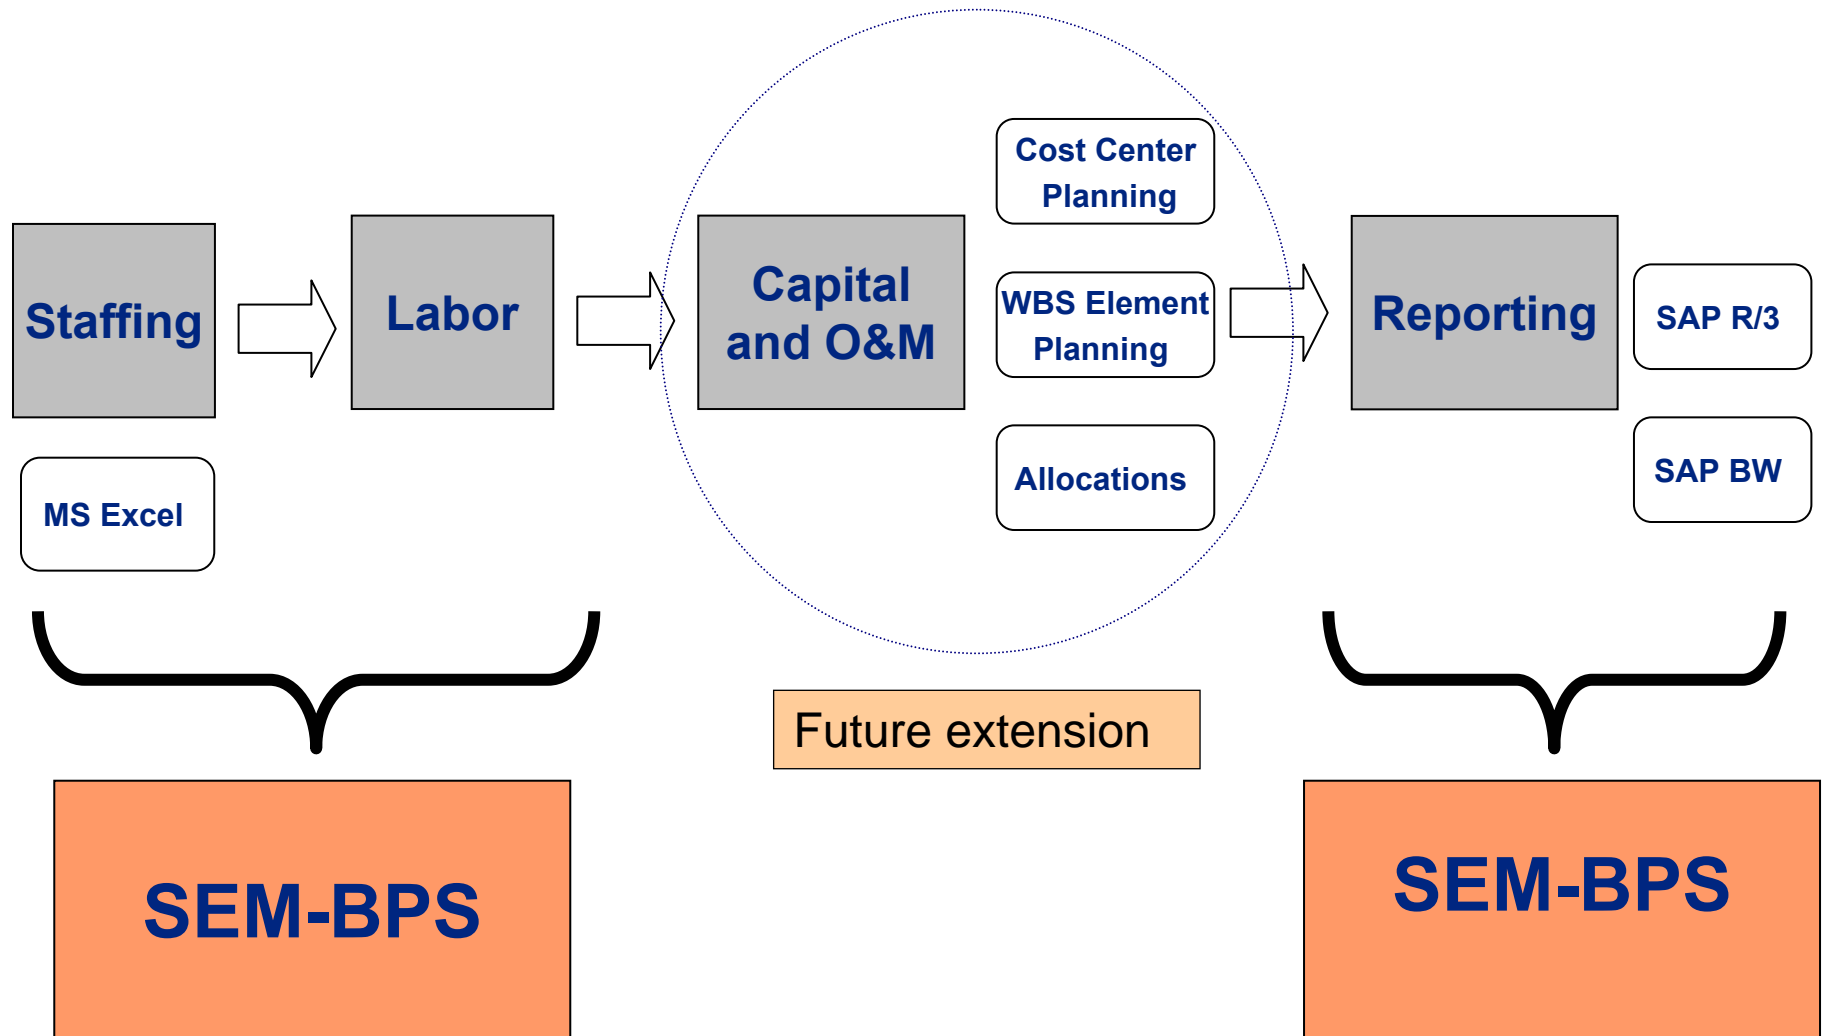 Staffing
MS Excel
Labor
Capital
and O&M
Cost Center
Planning
WBS Element
Planning
Allocations
Reporting
SAP R/3
SAP BW
Future extension
SEM-BPS
SEM-BPS